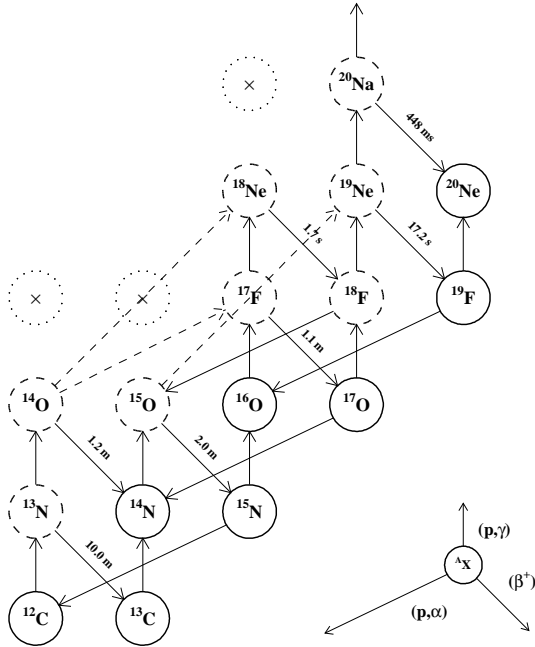 ²⁰Na
448 ms
¹⁸Ne
¹⁹Ne
²⁰Ne
1.7 s
17.2 s
¹⁷F
¹⁸F
¹⁹F
1.1 m
¹⁴O
¹⁵O
¹⁶O
¹⁷O
1.2 m
2.0 m
¹³N
¹⁴N
¹⁵N
10.0 m
(p,γ)
ᴬX
(β⁺)
(p,α)
¹²C
¹³C